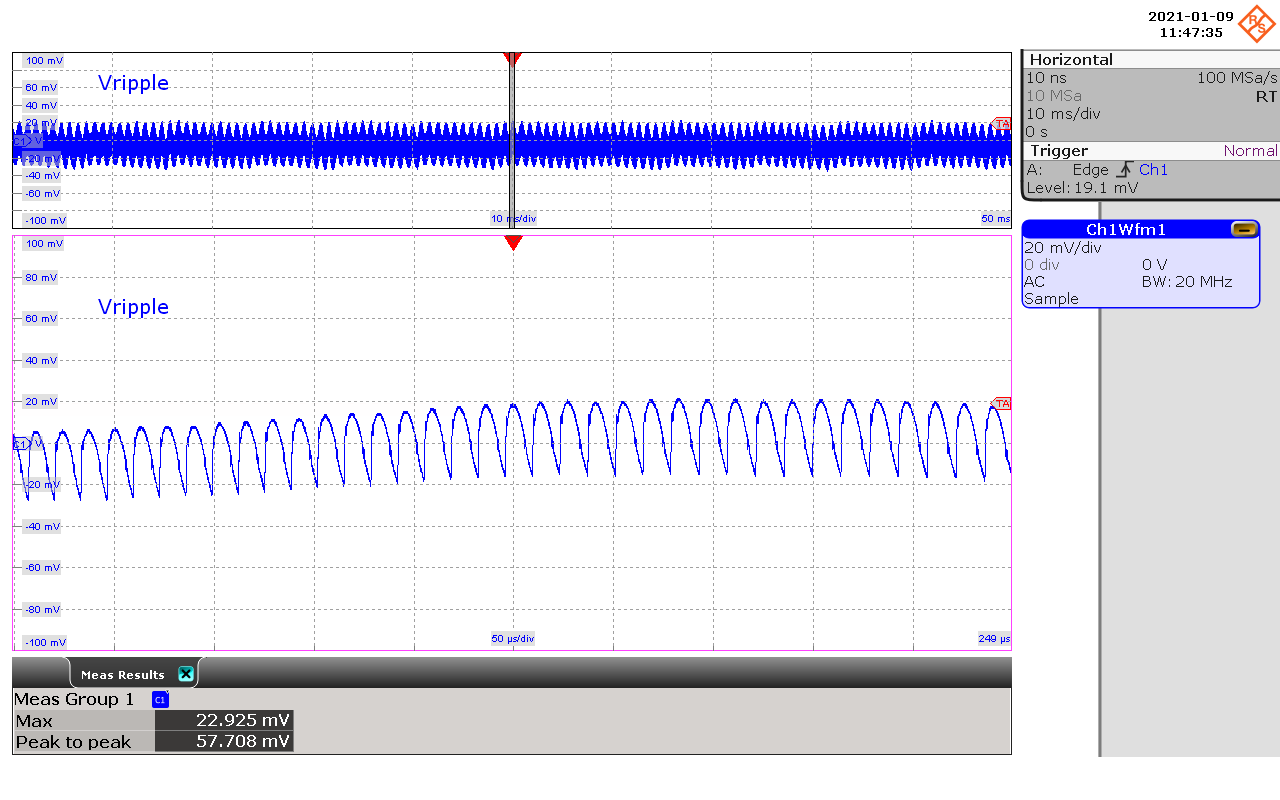 2021-01-09
11:47:35
R&S
Horizontal
10 ns 100 MSa/s
10 MSa RT
10 ms/div
0 s
Trigger Normal
A: Edge Ch1
Level: 19.1 mV
Ch1Wfm1
20 mV/div
0 div 0 V
AC BW: 20 MHz
Sample
100 mV
Vripple
60 mV
40 mV
20 mV
TA
C1 V
-20 mV
-40 mV
-60 mV
-100 mV
10 ms/div
50 ms
100 mV
80 mV
Vripple
60 mV
40 mV
20 mV
TA
C1 V
-20 mV
-40 mV
-60 mV
-80 mV
-100 mV
50 µs/div
249 µs
Meas Results
Meas Group 1 C1
Max 22.925 mV
Peak to peak 57.708 mV